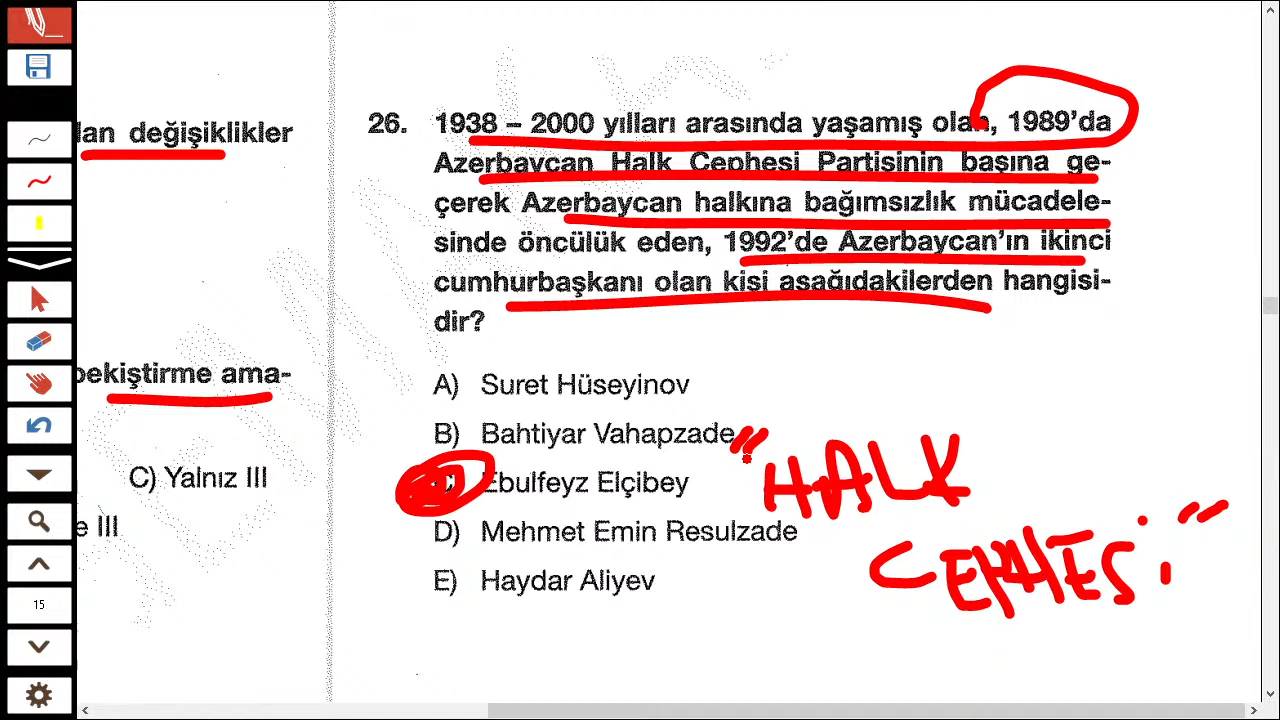 lan değişiklikler
pekiştirme ama-
C) Yalnız III
e III
26. 1938 – 2000 yılları arasında yaşamış olan, 1989'da
Azerbaycan Halk Cephesi Partisinin başına ge-
çerek Azerbaycan halkına bağımsızlık mücadele-
sinde öncülük eden, 1992'de Azerbaycan'ın ikinci
cumhurbaşkanı olan kişi aşağıdakilerden hangisi-
dir?
A) Suret Hüseyinov
B) Bahtiyar Vahapzade
C) Ebulfeyz Elçibey
D) Mehmet Emin Resulzade
E) Haydar Aliyev
"HALK
CEPHESİ"
15